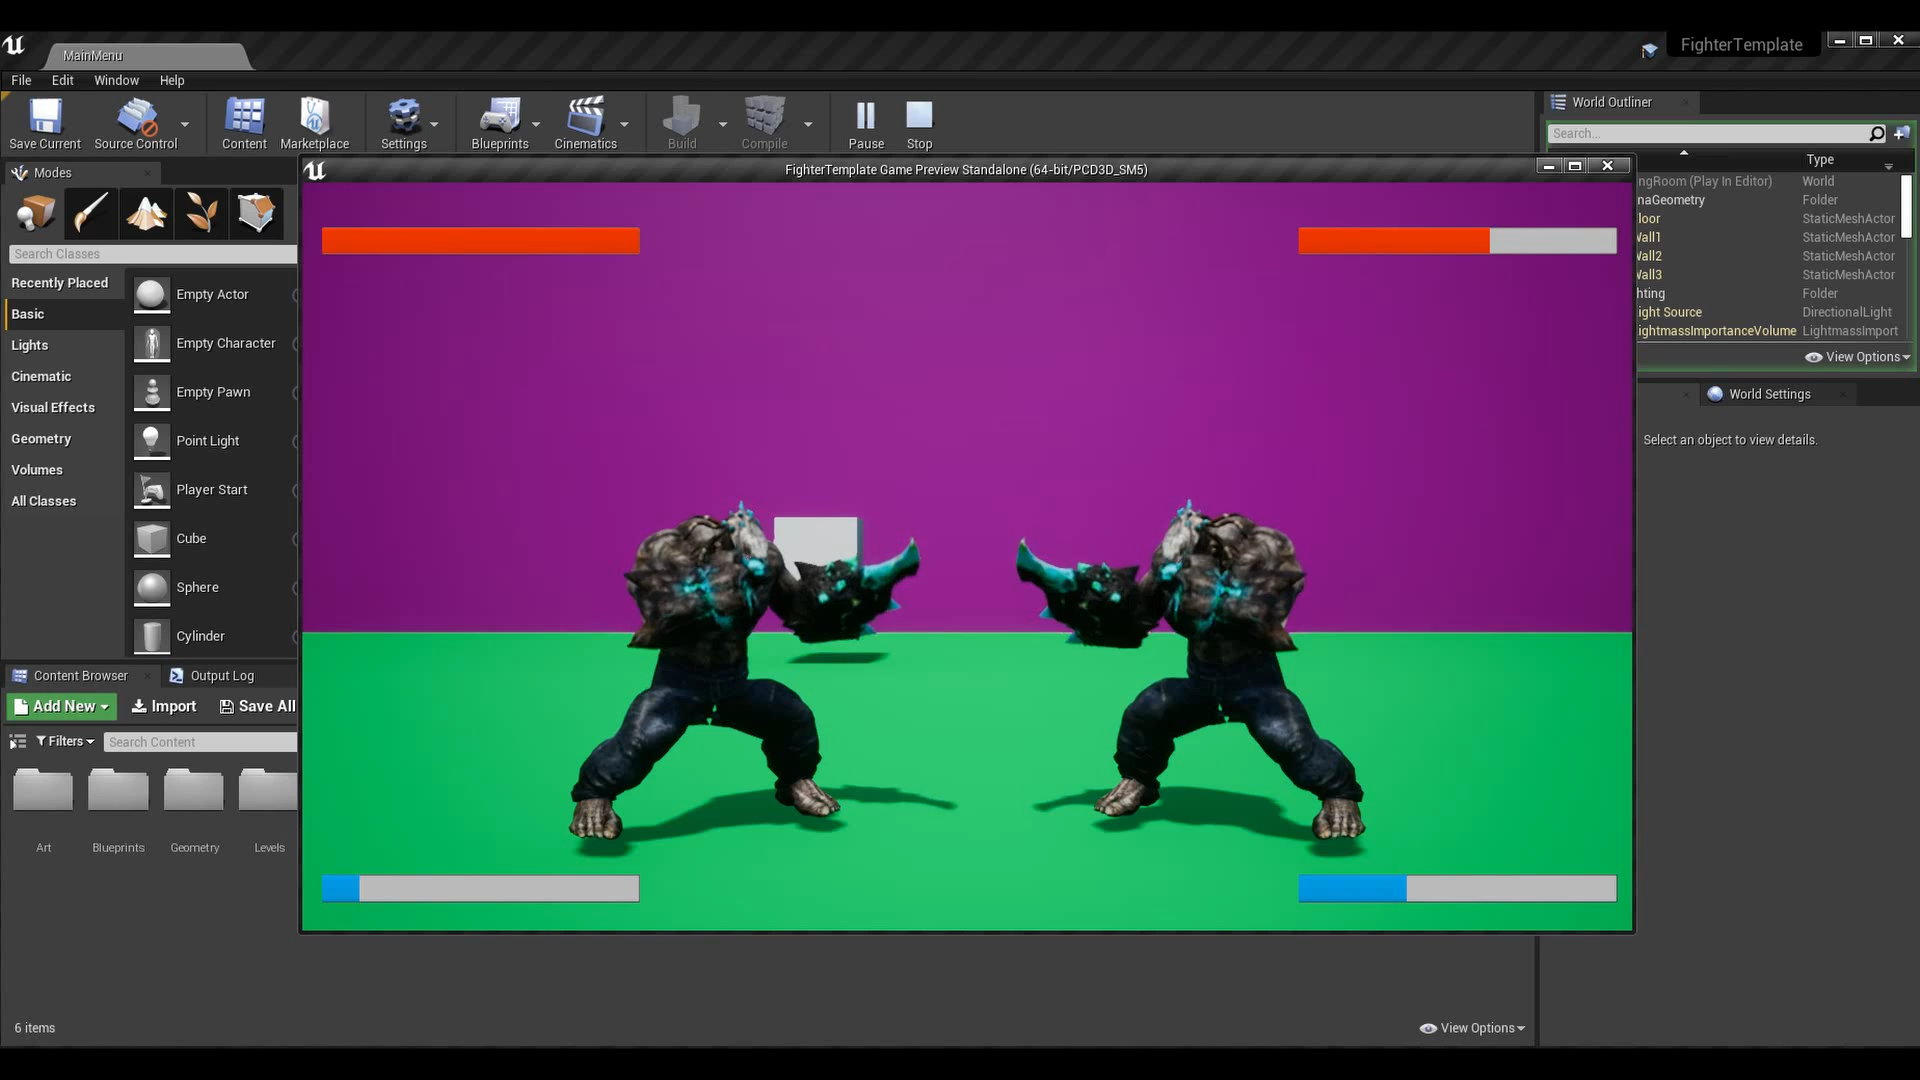 MainMenu
FighterTemplate
File Edit Window Help
Save Current
Source Control
Content
Marketplace
Settings
Blueprints
Cinematics
Build
Compile
Pause
Stop
World Outliner
Search...
Type
ngRoom (Play In Editor) World
naGeometry Folder
loor StaticMeshActor
Wall1 StaticMeshActor
Wall2 StaticMeshActor
Wall3 StaticMeshActor
hting Folder
ight Source DirectionalLight
ightmassImportanceVolume LightmassImport
View Options
World Settings
Select an object to view details.
FighterTemplate Game Preview Standalone (64-bit/PCD3D_SM5)
Modes
Search Classes
Recently Placed
Basic
Lights
Cinematic
Visual Effects
Geometry
Volumes
All Classes
Empty Actor
Empty Character
Empty Pawn
Point Light
Player Start
Cube
Sphere
Cylinder
Content Browser
Output Log
Add New
Import
Save All
Filters
Search Content
Art
Blueprints
Geometry
Levels
6 items
View Options